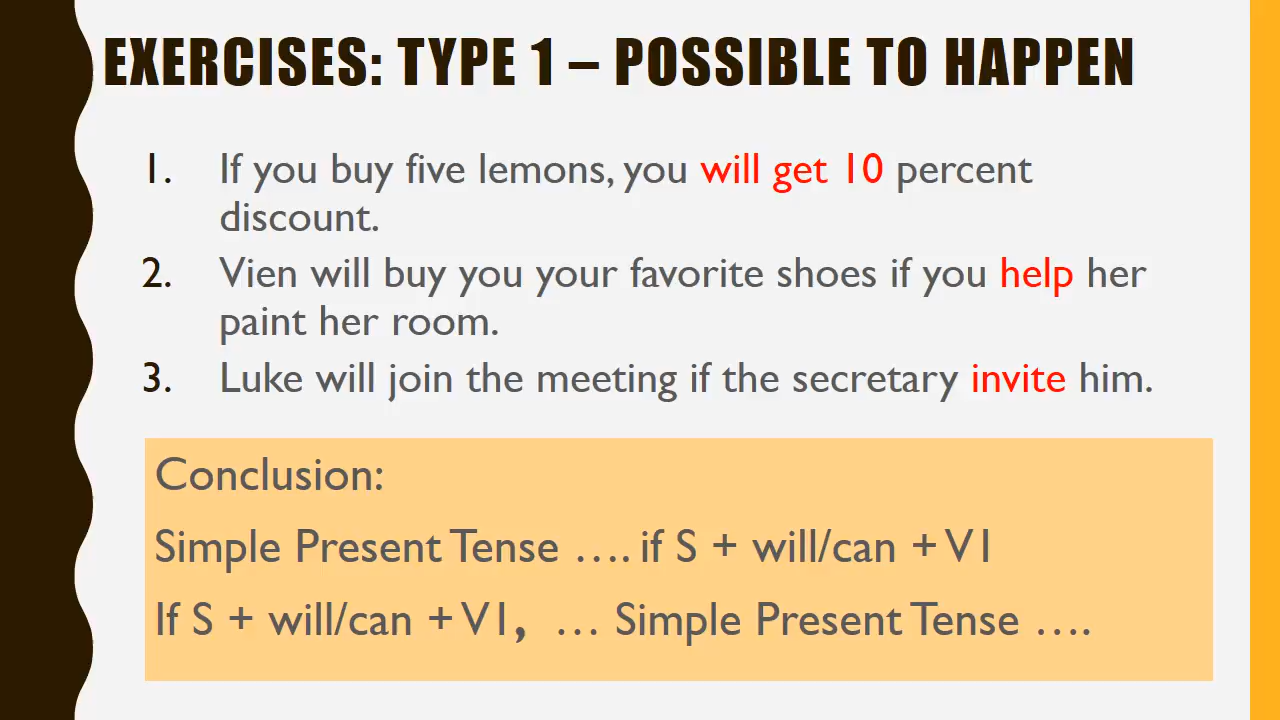 EXERCISES: TYPE 1 – POSSIBLE TO HAPPEN
1. If you buy five lemons, you will get 10 percent
discount.
2. Vien will buy you your favorite shoes if you help her
paint her room.
3. Luke will join the meeting if the secretary invite him.
Conclusion:
Simple Present Tense …. if S + will/can + V1
If S + will/can + V1, … Simple Present Tense ….